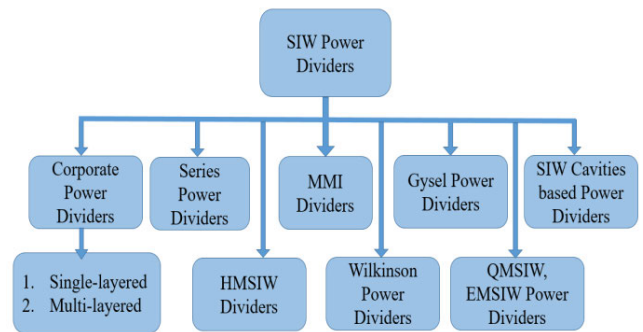 SIW Power
Dividers
Corporate
Power
Dividers
Series
Power
Dividers
MMI
Dividers
Gysel Power
Dividers
SIW Cavities
based Power
Dividers
1. Single-layered
2. Multi-layered
HMSIW
Dividers
Wilkinson
Power
Dividers
QMSIW,
EMSIW Power
Dividers